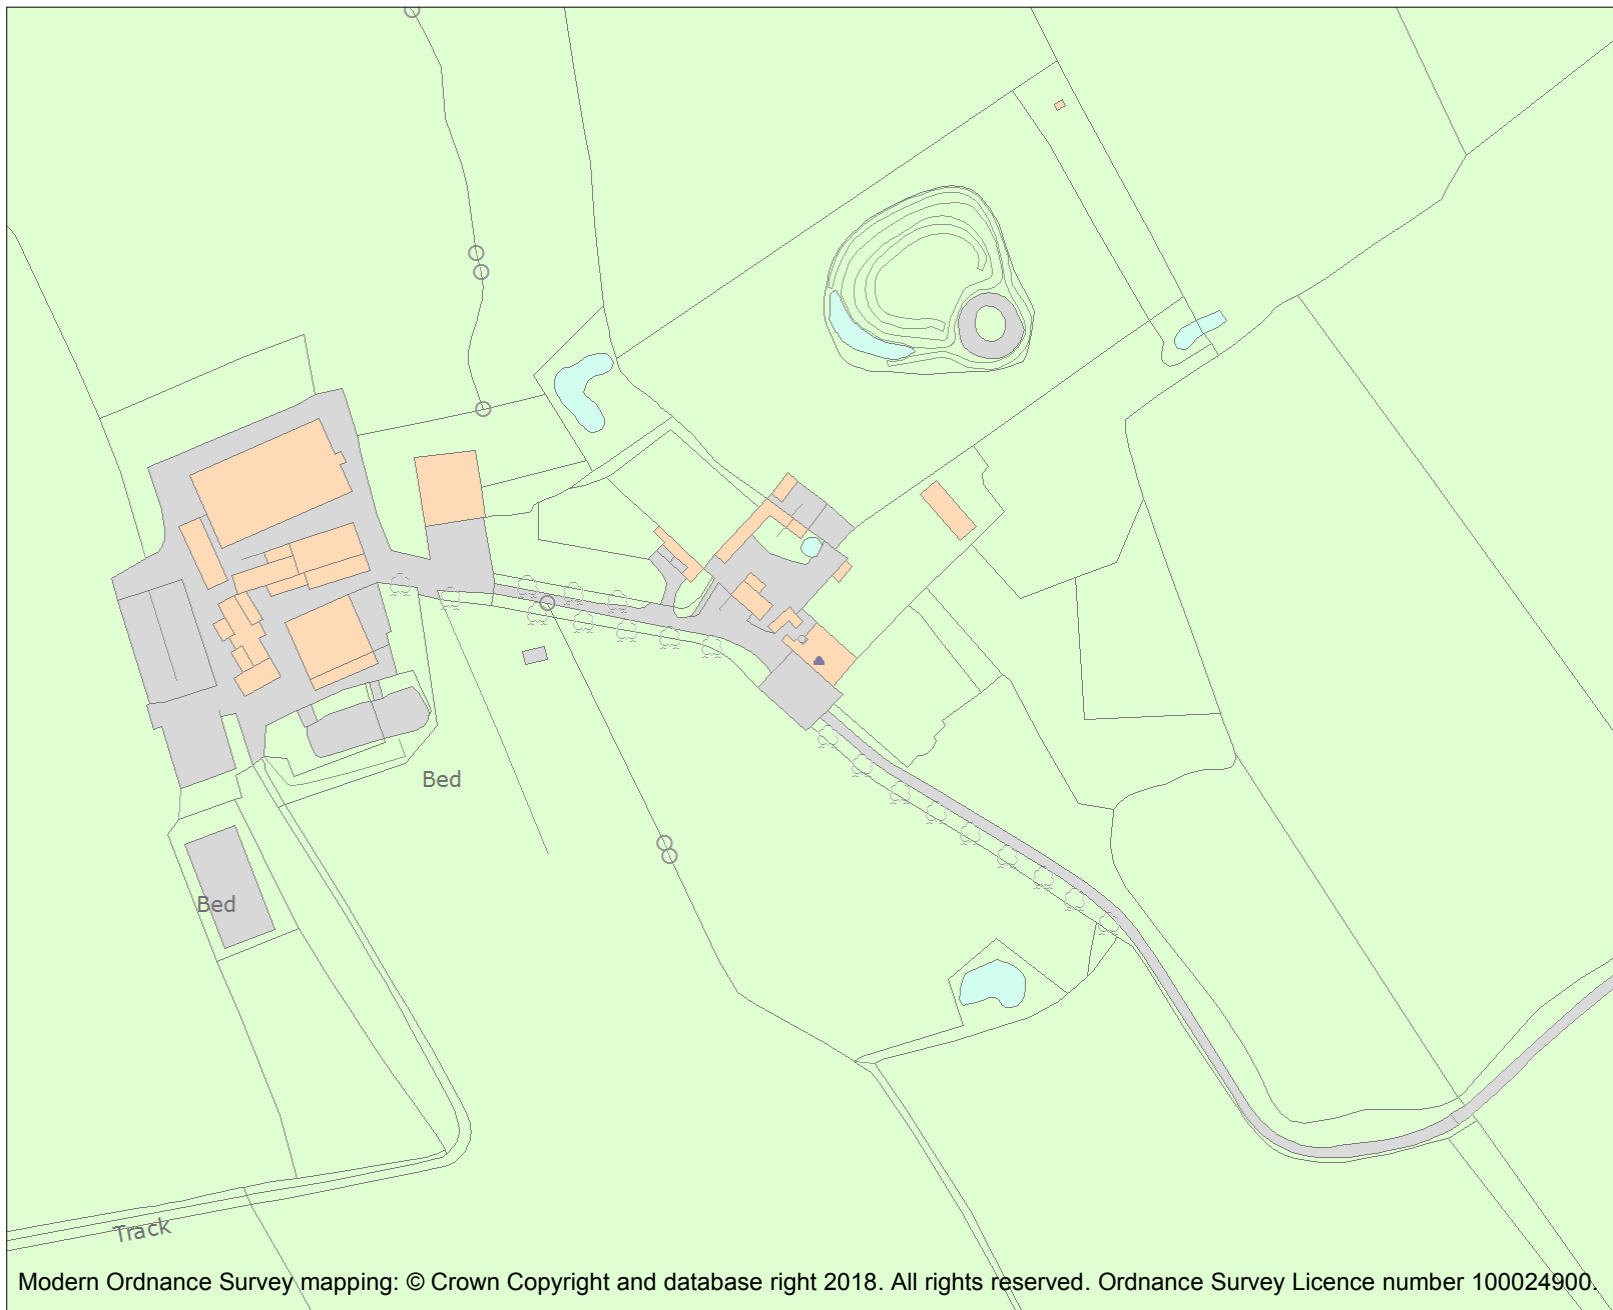 Bed
Bed
Track
Modern Ordnance Survey mapping: © Crown Copyright and database right 2018. All rights reserved. Ordnance Survey Licence number 100024900.